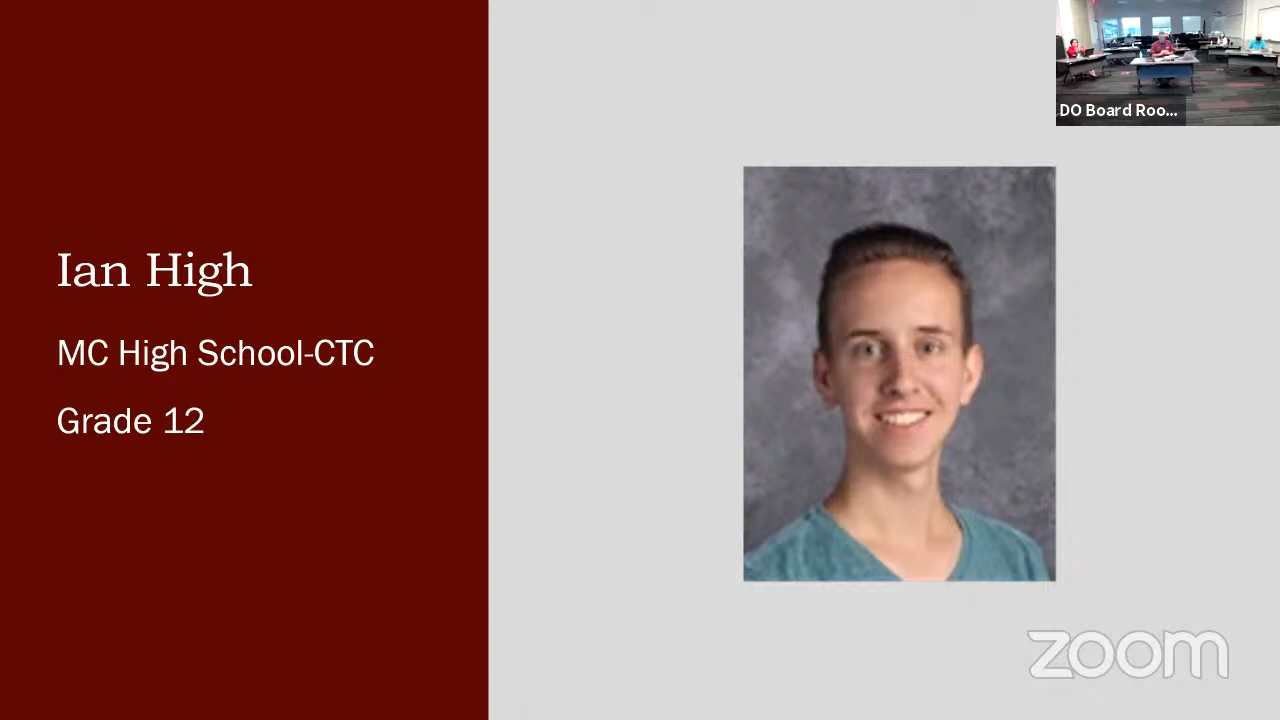 DO Board Roo...
Ian High
MC High School-CTC
Grade 12
zoom